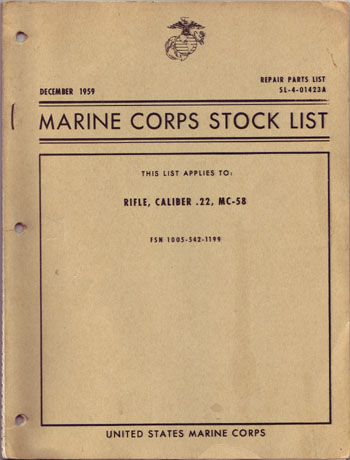 REPAIR PARTS LIST
DECEMBER 1959 SL-4-01423A
MARINE CORPS STOCK LIST
THIS LIST APPLIES TO:
RIFLE, CALIBER .22, MC-58
FSN 1005-542-1199
UNITED STATES MARINE CORPS